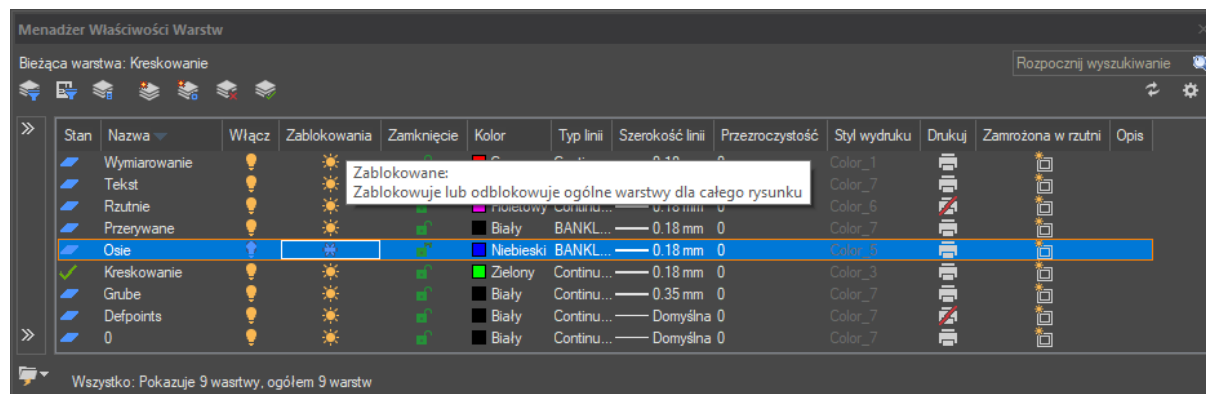 Menadżer Właściwości Warstw
Bieżąca warstwa: Kreskowanie
Rozpocznij wyszukiwanie
Stan Nazwa Włącz Zablokowania Zamknięcie Kolor Typ linii Szerokość linii Przezroczystość Styl wydruku Drukuj Zamrożona w rzutni Opis
Wymiarowanie Color_1
Zablokowane:
Tekst Color_7
Zablokowuje lub odblokowuje ogólne warstwy dla całego rysunku
Rzutnie Fioletowy Continu... 0.18 mm 0 Color_6
Przerywane Biały BANKL... 0.18 mm 0 Color_7
Osie Niebieski BANKL... 0.18 mm 0 Color_5
Kreskowanie Zielony Continu... 0.18 mm 0 Color_3
Grube Biały Continu... 0.35 mm 0 Color_7
Defpoints Biały Continu... Domyślna 0 Color_7
0 Biały Continu... Domyślna 0 Color_7
Wszystko: Pokazuje 9 wasrtwy, ogółem 9 warstw